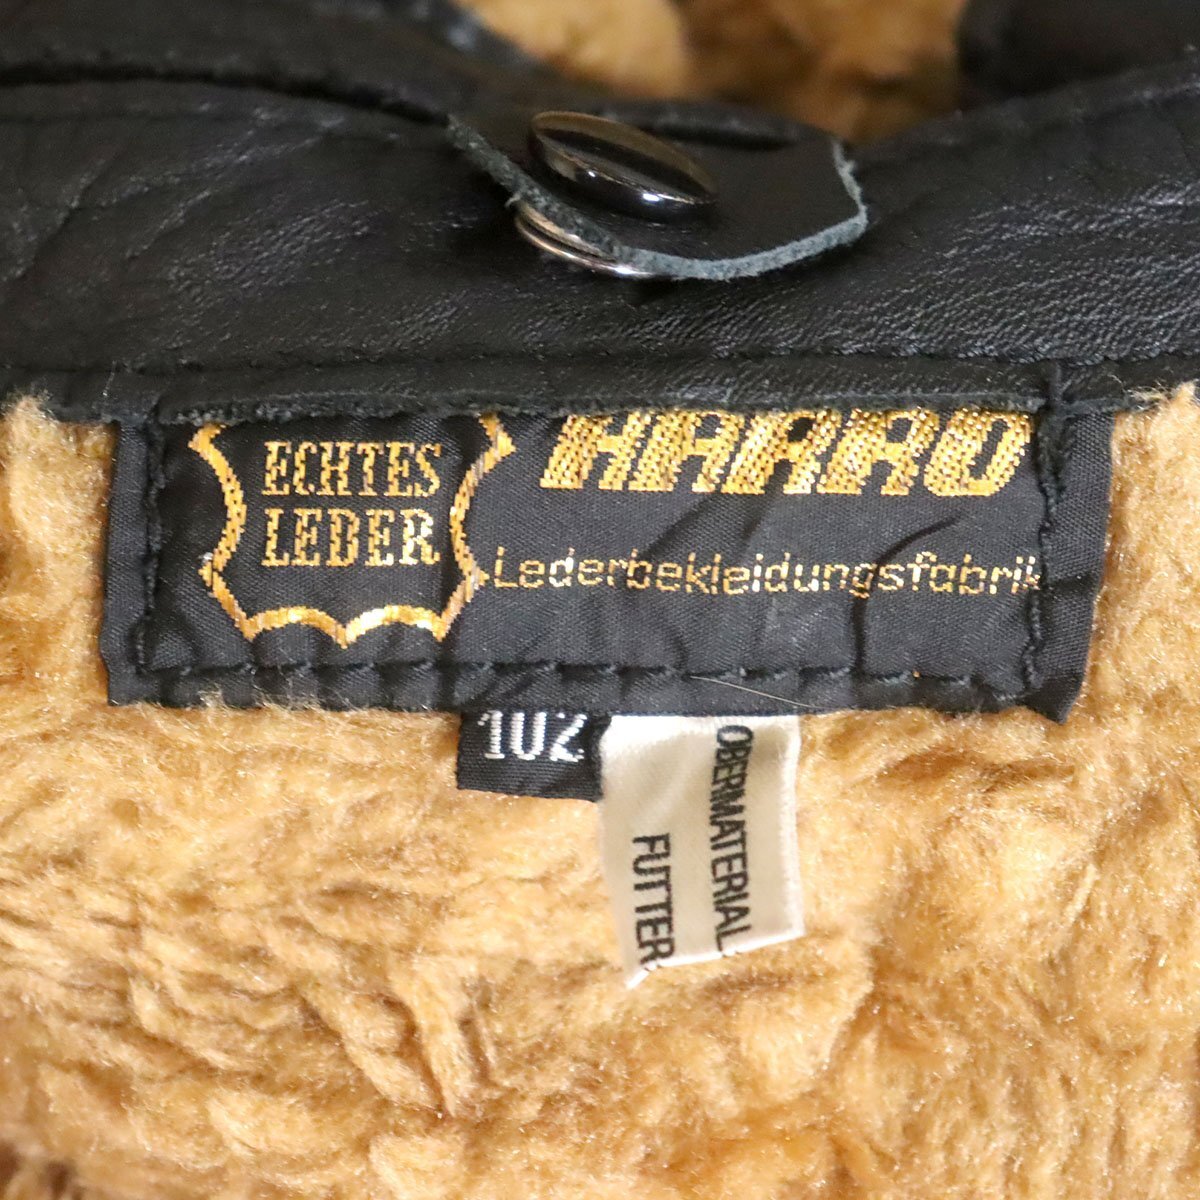 ECHTES
LEDER
HARRO
Lederbekleidungsfabrik
102
OBERMATERIAL
FUTTER